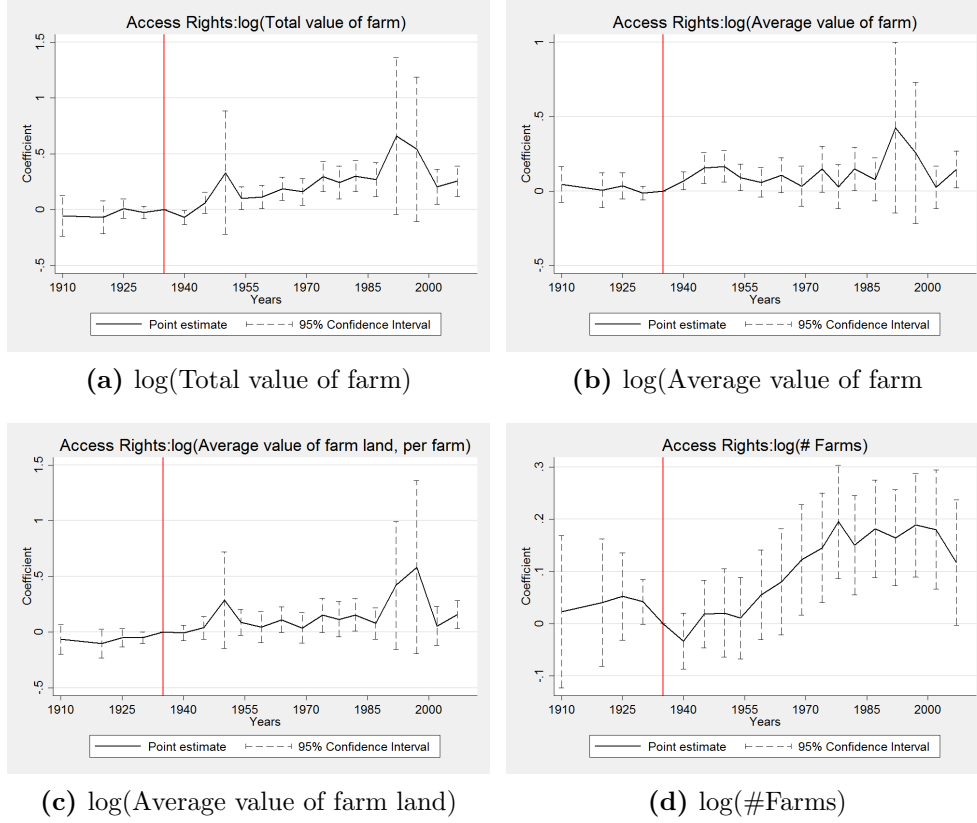 Access Rights:log(Total value of farm)
1.5
1
.5
0
-.5
Coefficient
1910 1925 1940 1955 1970 1985 2000
Years
Point estimate 95% Confidence Interval
(a) log(Total value of farm)
Access Rights:log(Average value of farm)
1
.5
0
-.5
Coefficient
1910 1925 1940 1955 1970 1985 2000
Years
Point estimate 95% Confidence Interval
(b) log(Average value of farm
Access Rights:log(Average value of farm land, per farm)
1.5
1
.5
0
-.5
Coefficient
1910 1925 1940 1955 1970 1985 2000
Years
Point estimate 95% Confidence Interval
(c) log(Average value of farm land)
Access Rights:log(# Farms)
.3
.2
.1
0
-.1
Coefficient
1910 1925 1940 1955 1970 1985 2000
Years
Point estimate 95% Confidence Interval
(d) log(#Farms)